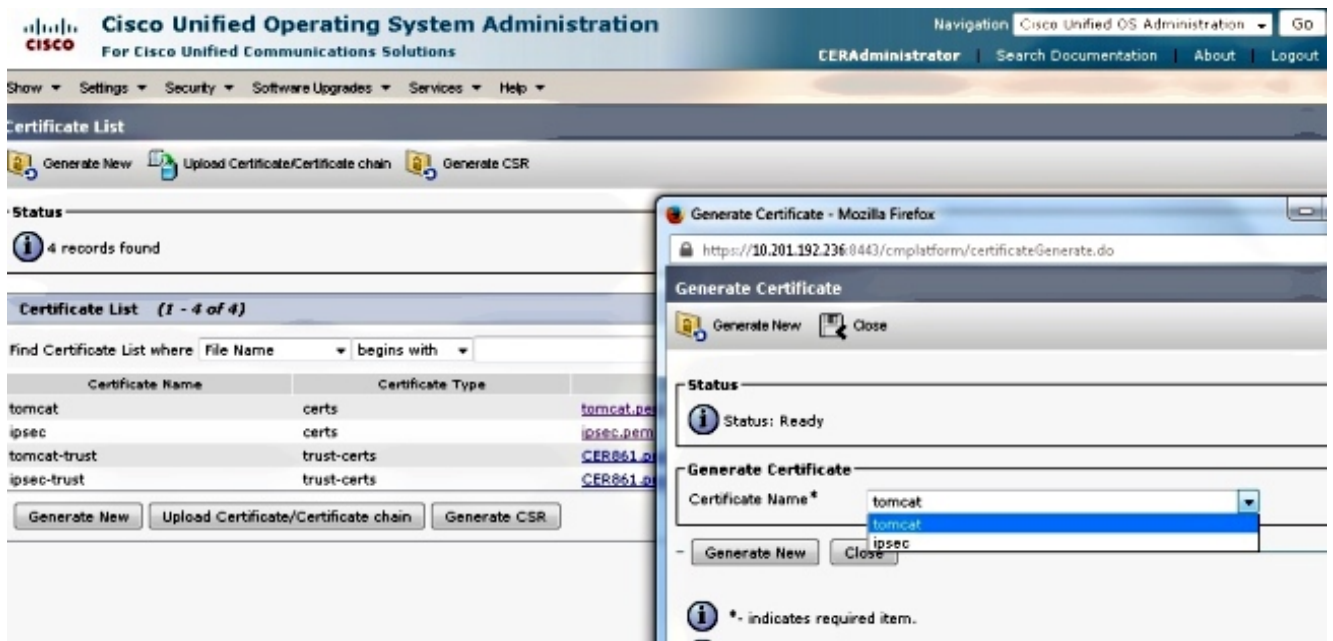 CISCO
Cisco Unified Operating System Administration
For Cisco Unified Communications Solutions
Navigation Cisco Unified OS Administration Go
CERAdministrator | Search Documentation | About | Logout
Show Settings Security Software Upgrades Services Help
Certificate List
Generate New Upload Certificate/Certificate chain Generate CSR
Status
4 records found
Certificate List (1 - 4 of 4)
Find Certificate List where File Name begins with
Certificate Name Certificate Type
tomcat certs tomcat.pe
ipsec certs ipsec.pem
tomcat-trust trust-certs CER861.p
ipsec-trust trust-certs CER861.p
Generate New Upload Certificate/Certificate chain Generate CSR
Generate Certificate - Mozilla Firefox
https://10.201.192.236:8443/cmplatform/certificateGenerate.do
Generate Certificate
Generate New Close
Status
Status: Ready
Generate Certificate
Certificate Name* tomcat
tomcat
ipsec
- Generate New Close
*- indicates required item.